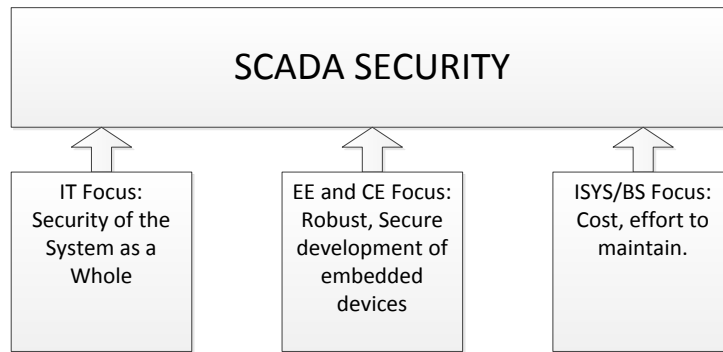 SCADA SECURITY
IT Focus:
Security of the
System as a
Whole
EE and CE Focus:
Robust, Secure
development of
embedded
devices
ISYS/BS Focus:
Cost, effort to
maintain.